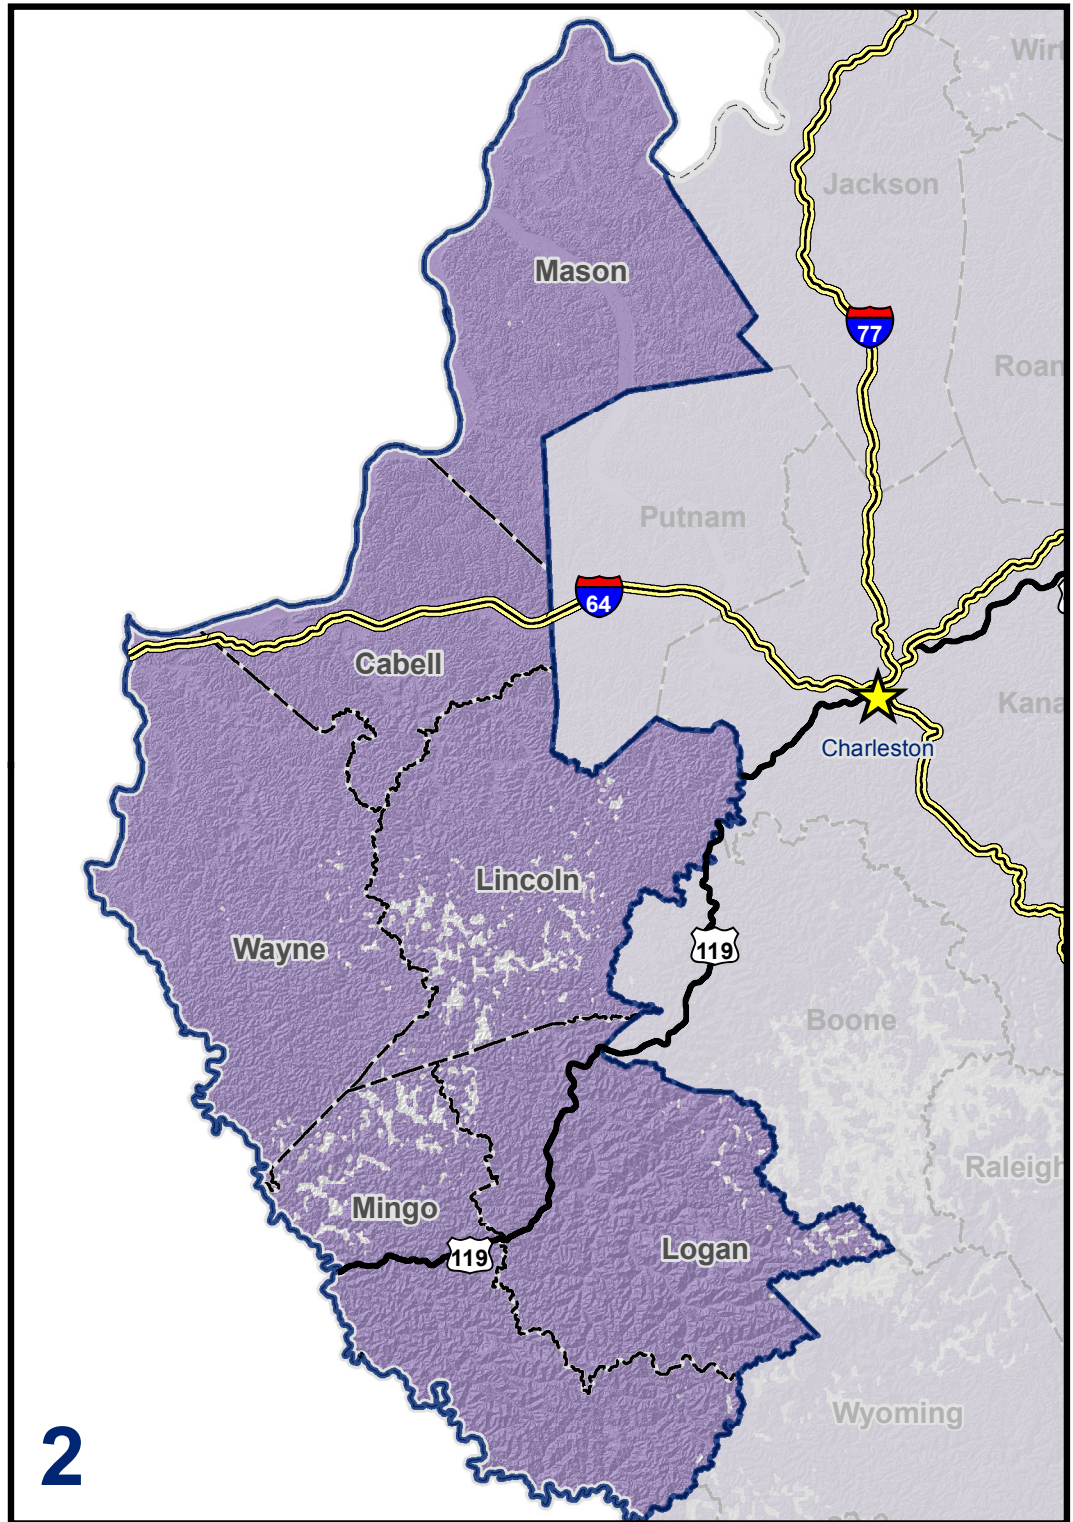 Wirt
Jackson
Mason
77
Roan
Putnam
64
Cabell
Kana
Charleston
Lincoln
Wayne
119
Boone
Raleigh
Mingo
Logan
119
Wyoming
2